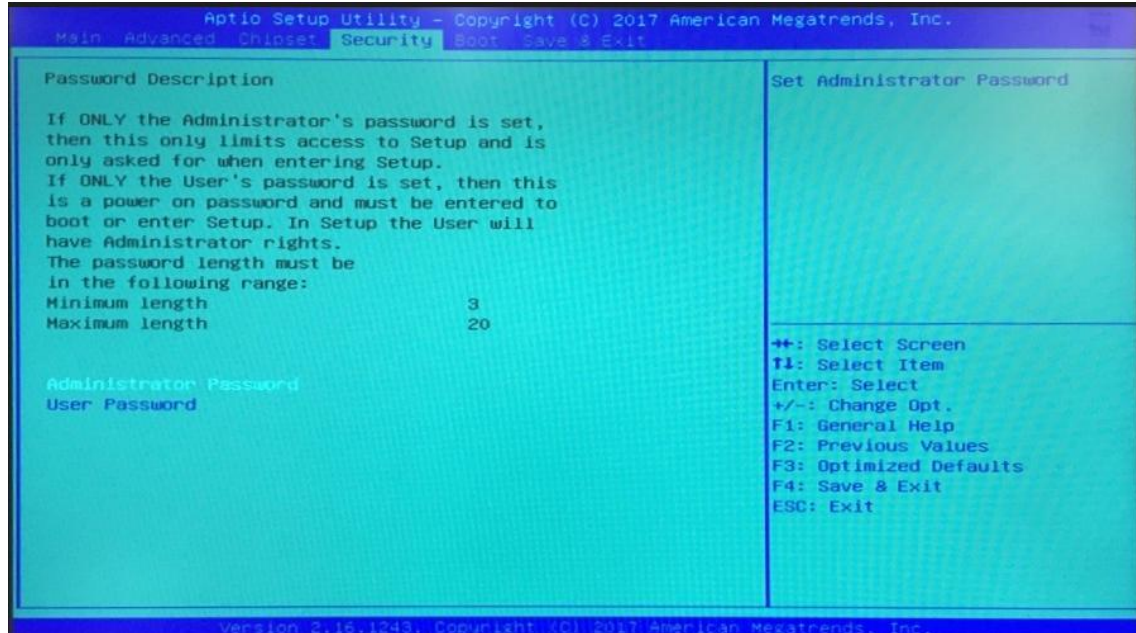 Aptio Setup Utility – Copyright (C) 2017 American Megatrends, Inc.
Main Advanced Chipset Security Boot Save & Exit
Password Description
If ONLY the Administrator's password is set,
then this only limits access to Setup and is
only asked for when entering Setup.
If ONLY the User's password is set, then this
is a power on password and must be entered to
boot or enter Setup. In Setup the User will
have Administrator rights.
The password length must be
in the following range:
Minimum length 3
Maximum length 20
Administrator Password
User Password
Set Administrator Password
→←: Select Screen
↑↓: Select Item
Enter: Select
+/-: Change Opt.
F1: General Help
F2: Previous Values
F3: Optimized Defaults
F4: Save & Exit
ESC: Exit
Version 2.16.1243. Copyright (C) 2017 American Megatrends, Inc.